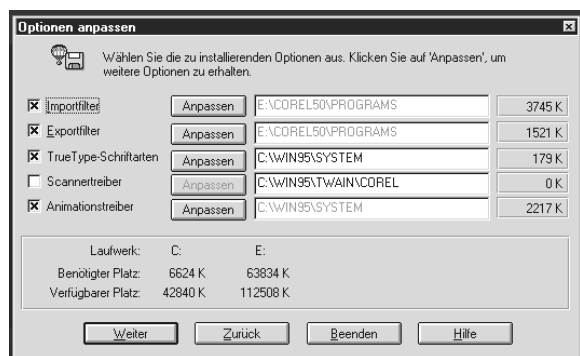 Optionen anpassen
Wählen Sie die zu installierenden Optionen aus. Klicken Sie auf 'Anpassen', um
weitere Optionen zu erhalten.
Importfilter Anpassen E:\COREL50\PROGRAMS 3745 K
Exportfilter Anpassen E:\COREL50\PROGRAMS 1521 K
TrueType-Schriftarten Anpassen C:\WIN95\SYSTEM 179 K
Scannertreiber Anpassen C:\WIN95\TWAIN\COREL 0 K
Animationstreiber Anpassen C:\WIN95\SYSTEM 2217 K
Laufwerk: C: E:
Benötigter Platz: 6624 K 63834 K
Verfügbarer Platz: 42840 K 112508 K
Weiter Zurück Beenden Hilfe